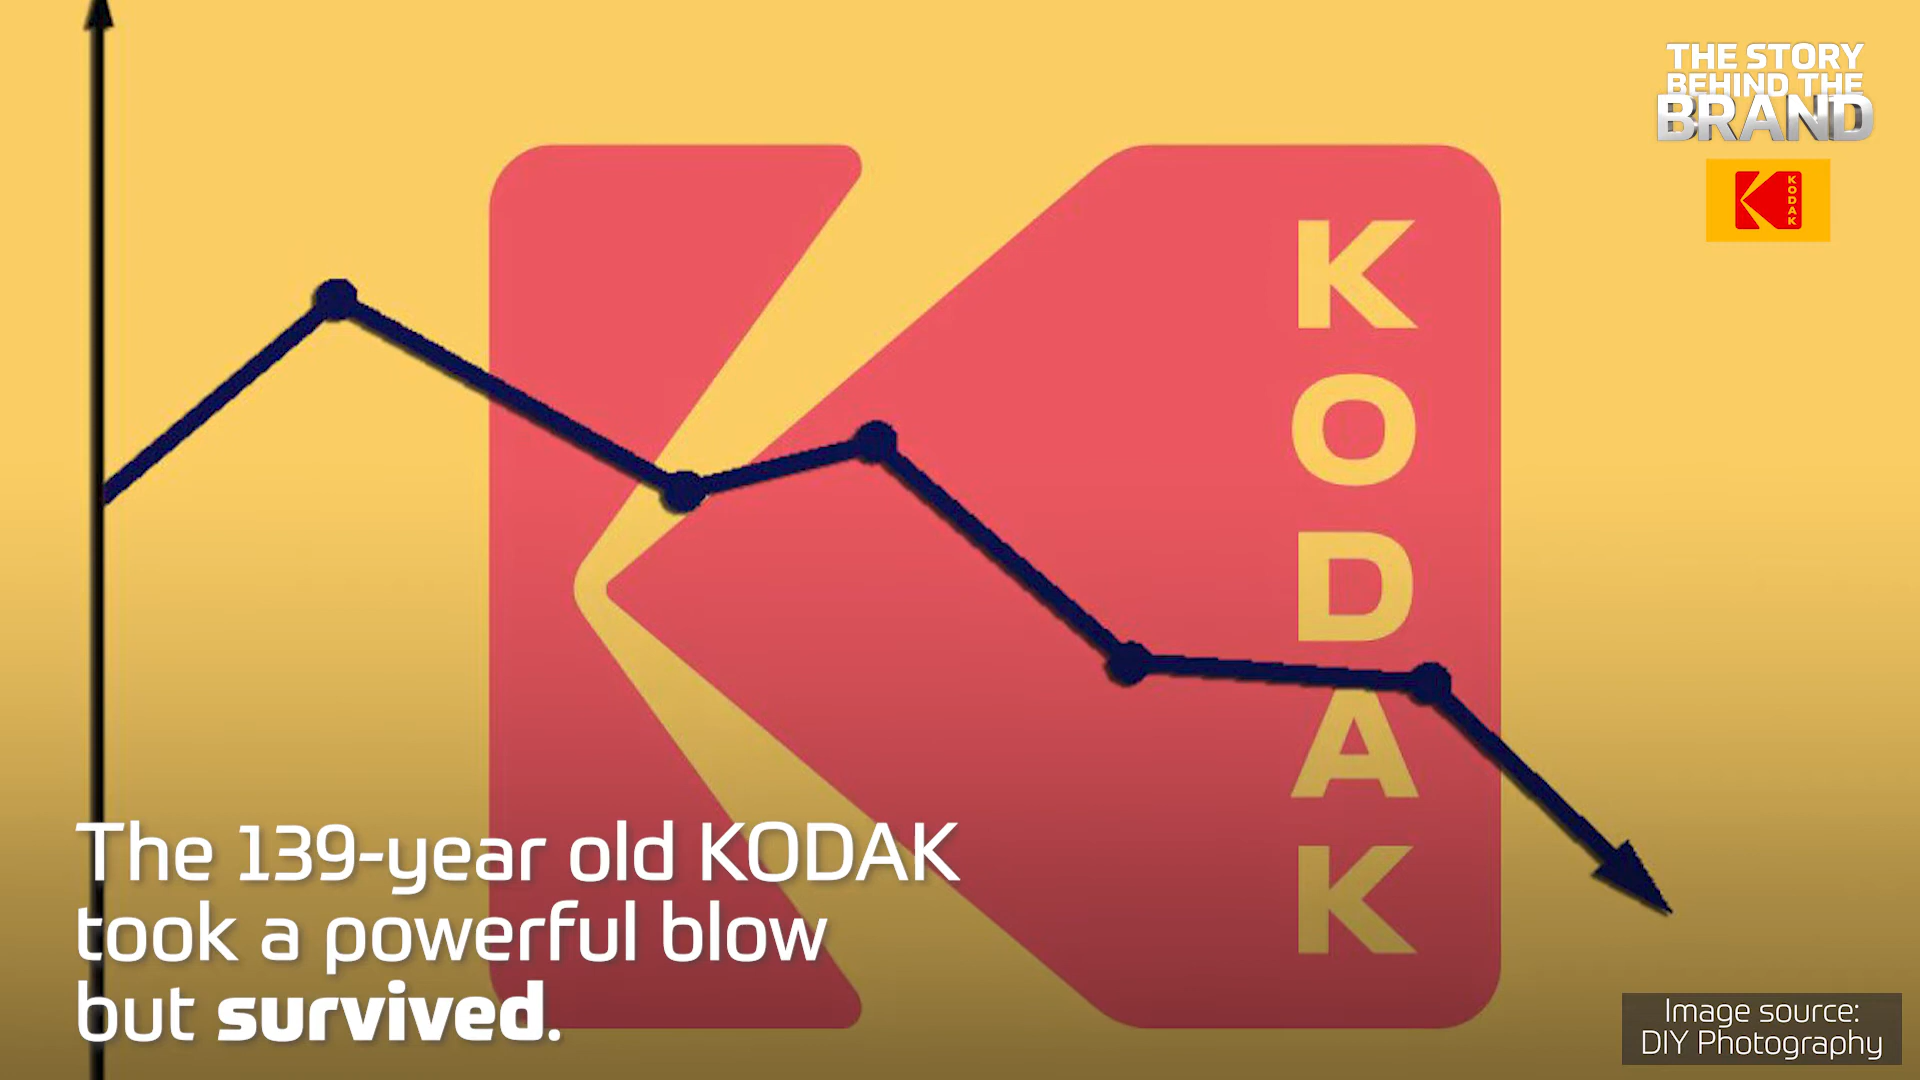 THE STORY
BEHIND THE
BRAND
KODAK
KODAK
The 139-year old KODAK
took a powerful blow
but survived.
Image source:
DIY Photography